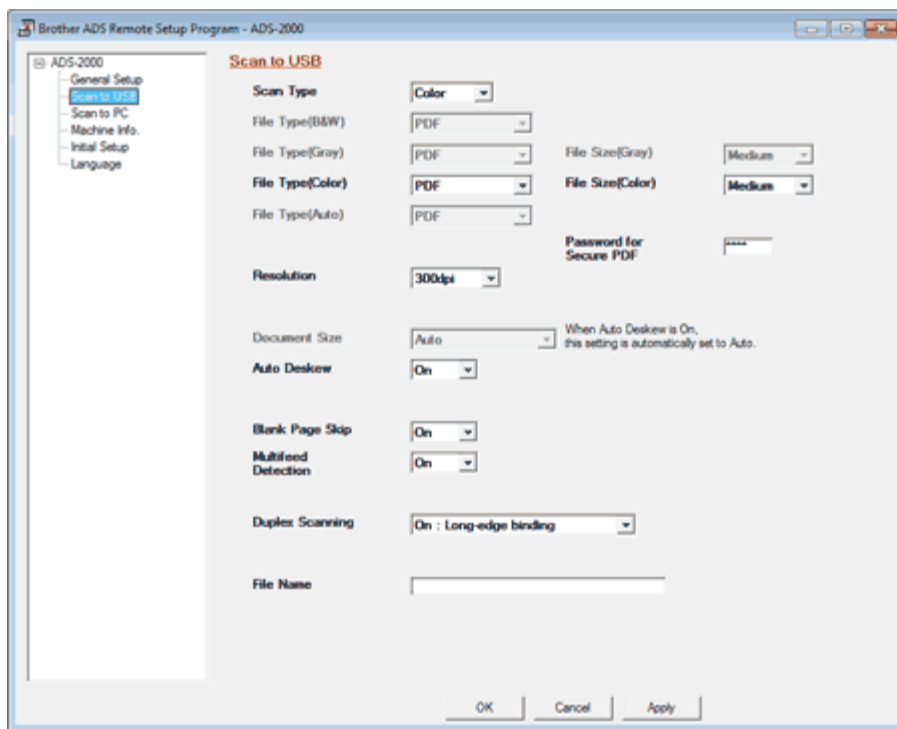 Brother ADS Remote Setup Program - ADS-2000
ADS-2000
General Setup
Scan to USB
Scan to PC
Machine Info.
Initial Setup
Language
Scan to USB
Scan Type Color
File Type(B&W) PDF
File Type(Gray) PDF File Size(Gray) Medium
File Type(Color) PDF File Size(Color) Medium
File Type(Auto) PDF
Password for
Secure PDF ****
Resolution 300dpi
Document Size Auto
When Auto Deskew is On,
this setting is automatically set to Auto.
Auto Deskew On
Blank Page Skip On
Multifeed
Detection On
Duplex Scanning On : Long-edge binding
File Name
OK Cancel Apply